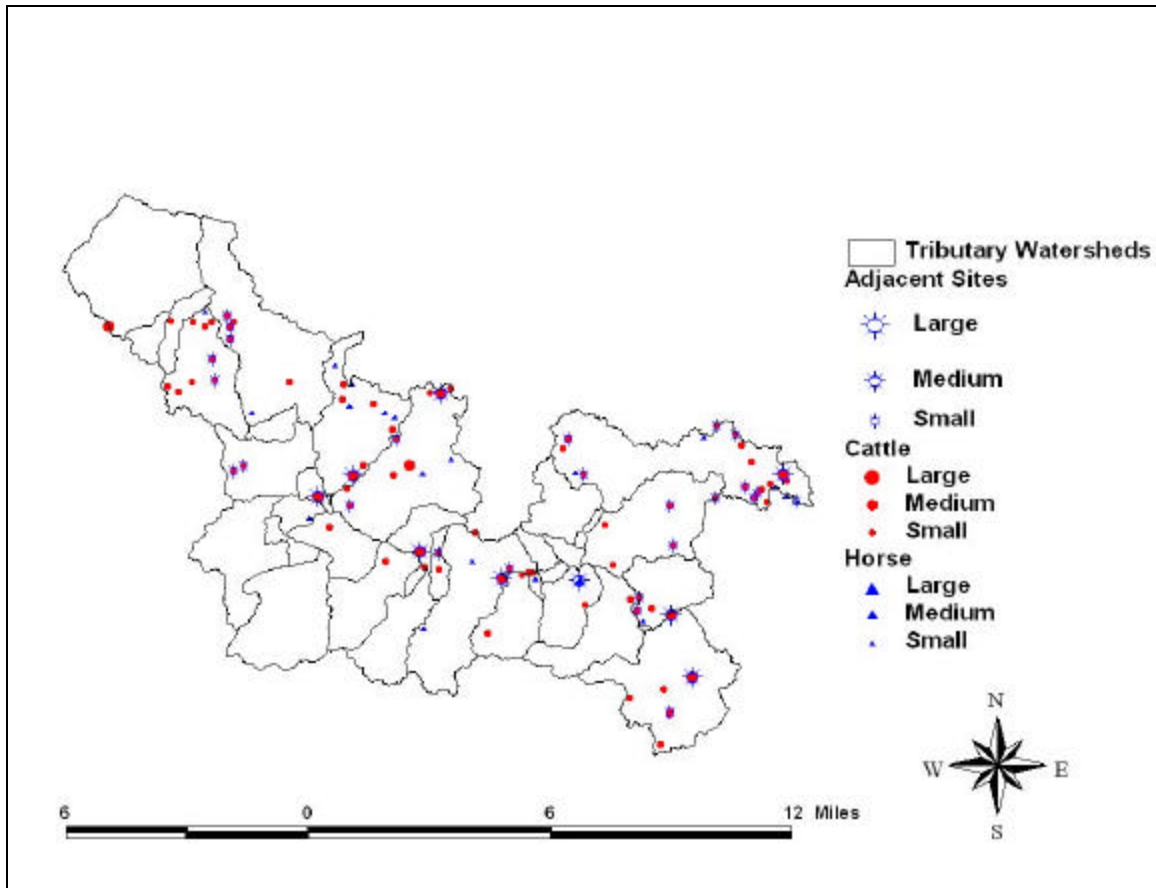 Tributary Watersheds
Adjacent Sites
Large
Medium
Small
Cattle
Large
Medium
Small
Horse
Large
Medium
Small
N
W E
S
6 0 6 12 Miles